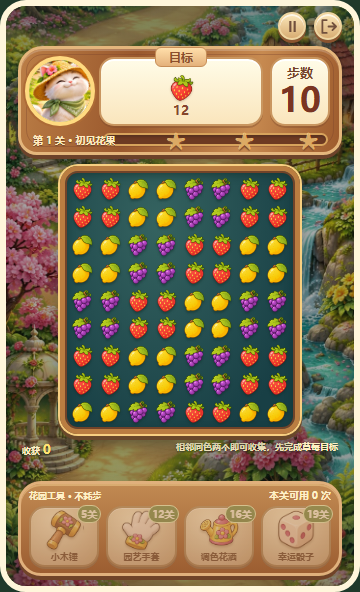 目标
12
步数
10
第 1 关 • 初见花果
收获 0
相邻同色两个即可收集，先完成草莓目标
花园工具 • 不耗步
本关可用 0 次
5关
12关
16关
19关
小木锤
园艺手套
调色花洒
幸运骰子